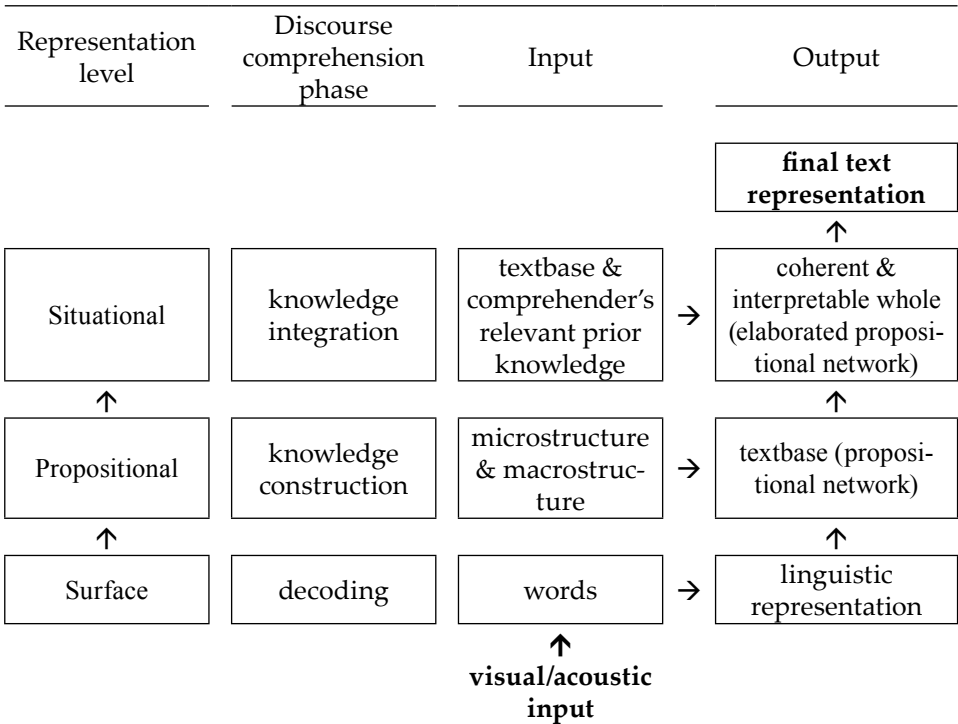 Representation
level
Discourse
comprehension
phase
Input
Output
final text
representation
↑
Situational
knowledge
integration
textbase &
comprehender's
relevant prior
knowledge
→
coherent &
interpretable whole
(elaborated proposi-
tional network)
↑
↑
Propositional
knowledge
construction
microstructure
& macrostruc-
ture
→
textbase (proposi-
tional network)
↑
↑
Surface
decoding
words
→
linguistic
representation
↑
visual/acoustic
input